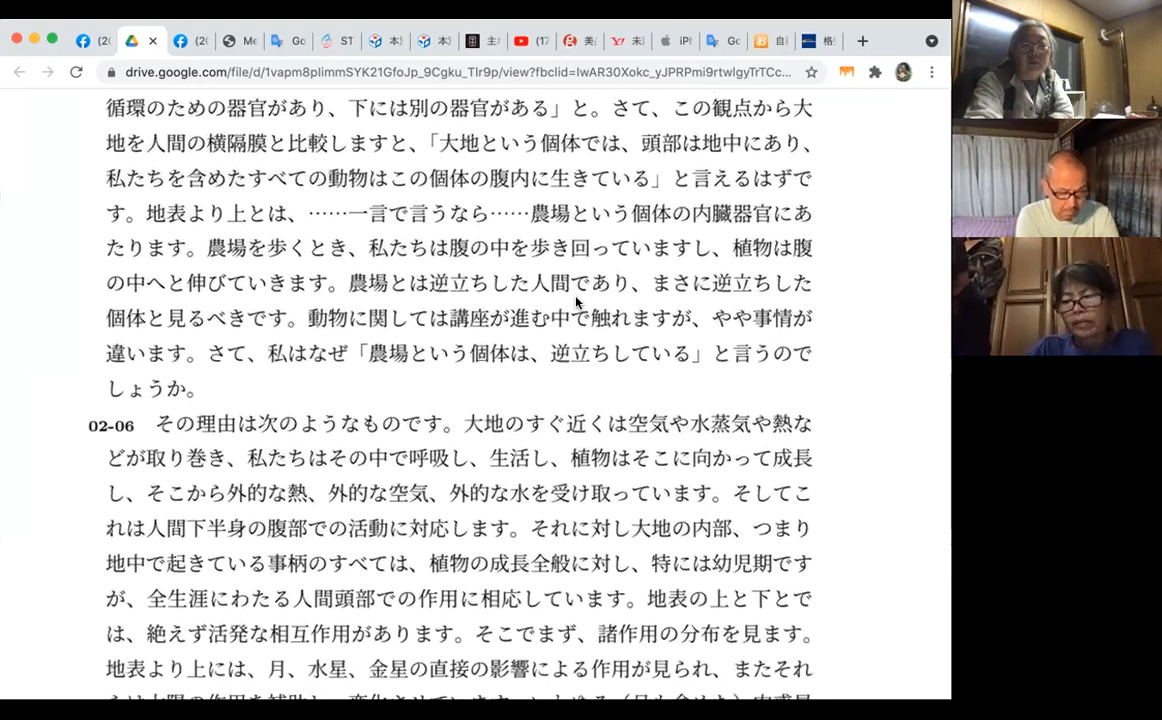 (2(
(2(
Me
Go
ST
本
本
主
(1
美
未
iPh
Go
自
格
drive.google.com/file/d/1vapm8pIimmSYK21GfoJp_9Cgku_Tlr9p/view?fbclid=IwAR30Xokc_yJPRPmi9rtwlgyTrTCc...
循環のための器官があり、下には別の器官がある」と。さて、この観点から大
地を人間の横隔膜と比較しますと、「大地という個体では、頭部は地中にあり、
私たちを含めたすべての動物はこの個体の腹内に生きている」と言えるはずで
す。地表より上とは、……一言で言うなら……農場という個体の内臓器官にあ
たります。農場を歩くとき、私たちは腹の中を歩き回っていますし、植物は腹
の中へと伸びていきます。農場とは逆立ちした人間であり、まさに逆立ちした
個体と見るべきです。動物に関しては講座が進む中で触れますが、やや事情が
違います。さて、私はなぜ「農場という個体は、逆立ちしている」と言うので
しょうか。
02-06 その理由は次のようなものです。大地のすぐ近くは空気や水蒸気や熱な
どが取り巻き、私たちはその中で呼吸し、生活し、植物はそこに向かって成長
し、そこから外的な熱、外的な空気、外的な水を受け取っています。そしてこ
れは人間下半身の腹部での活動に対応します。それに対し大地の内部、つまり
地中で起きている事柄のすべては、植物の成長全般に対し、特には幼児期です
が、全生涯にわたる人間頭部での作用に相応しています。地表の上と下とで
は、絶えず活発な相互作用があります。そこでまず、諸作用の分布を見ます。
地表より上には、月、水星、金星の直接の影響による作用が見られ、またそれ